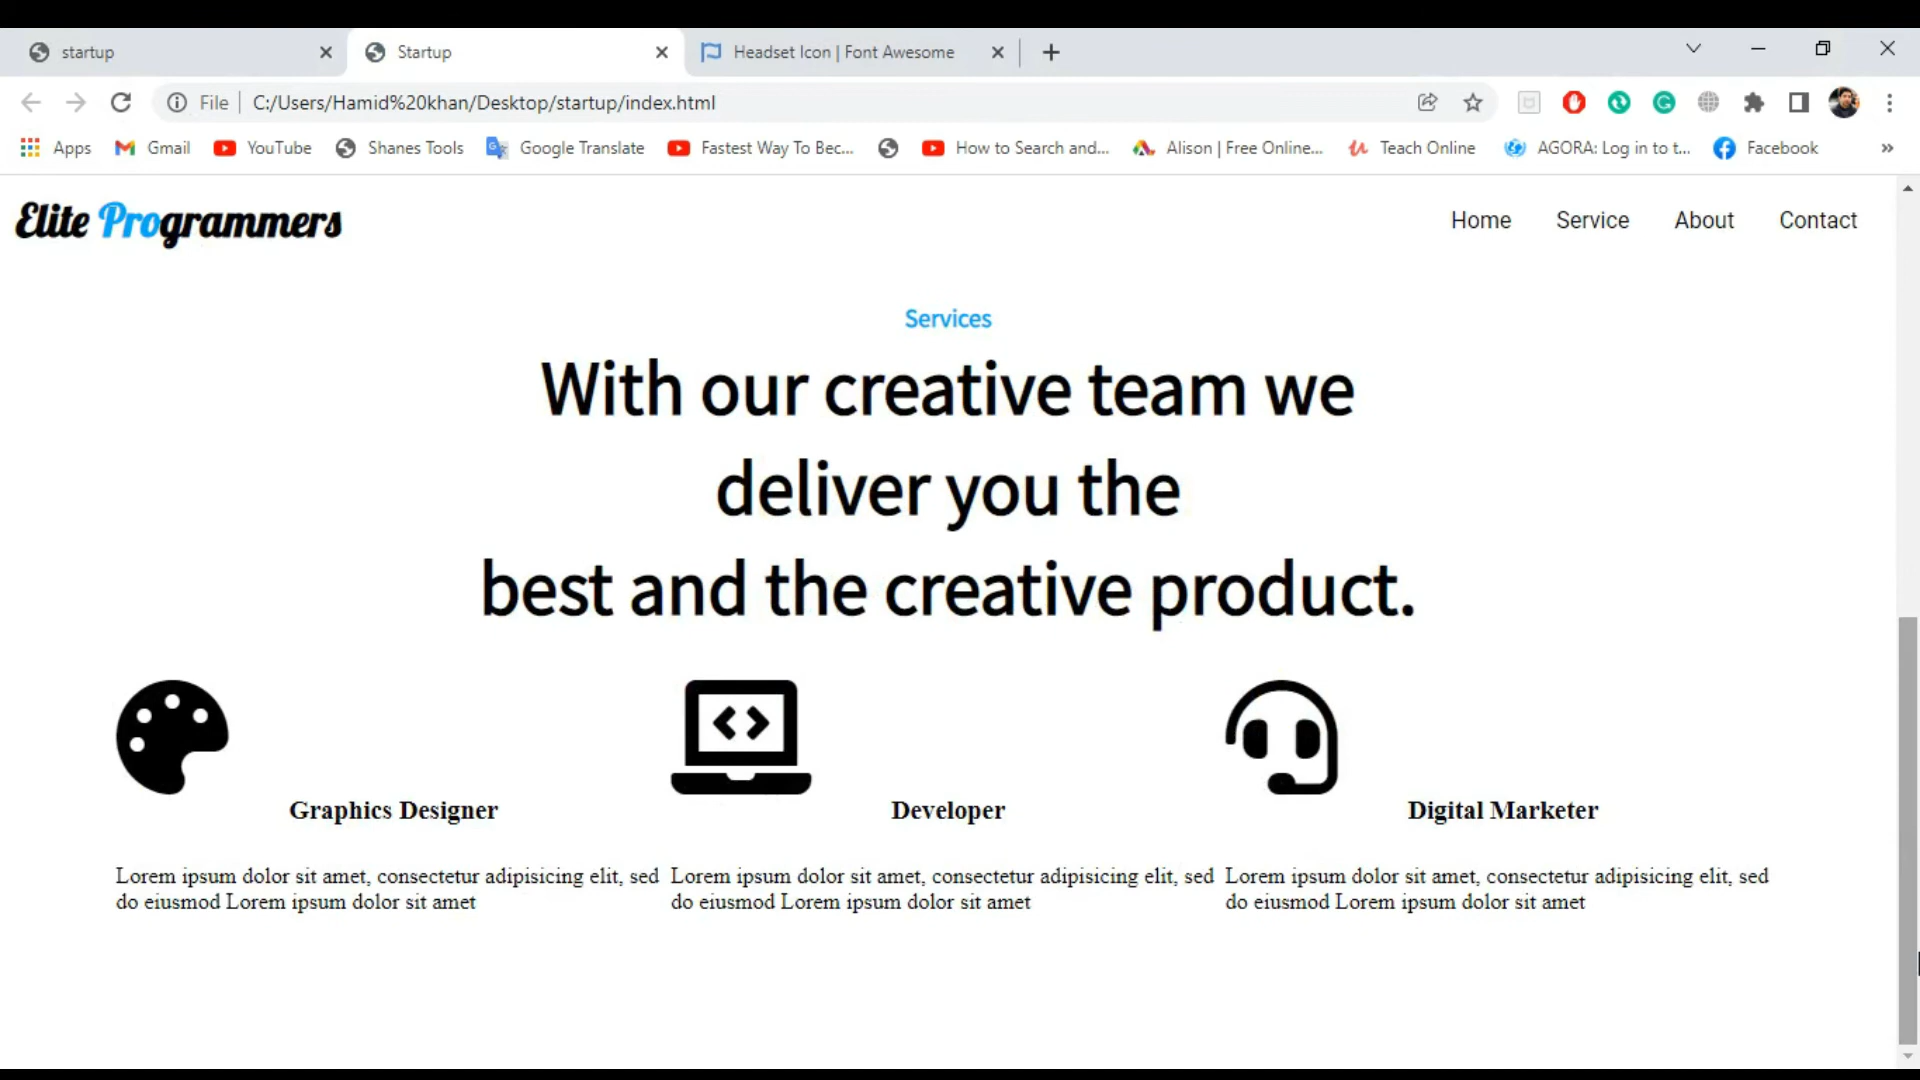 startup
Startup
Headset Icon | Font Awesome
File
C:/Users/Hamid%20khan/Desktop/startup/index.html
Apps
Gmail
YouTube
Shanes Tools
Google Translate
Fastest Way To Bec...
How to Search and...
Alison | Free Online...
Teach Online
AGORA: Log in to t...
Facebook
»
Elite Programmers
Home
Service
About
Contact
Services
With our creative team we
deliver you the
best and the creative product.
Graphics Designer
Developer
Digital Marketer
Lorem ipsum dolor sit amet, consectetur adipisicing elit, sed
do eiusmod Lorem ipsum dolor sit amet
Lorem ipsum dolor sit amet, consectetur adipisicing elit, sed
do eiusmod Lorem ipsum dolor sit amet
Lorem ipsum dolor sit amet, consectetur adipisicing elit, sed
do eiusmod Lorem ipsum dolor sit amet